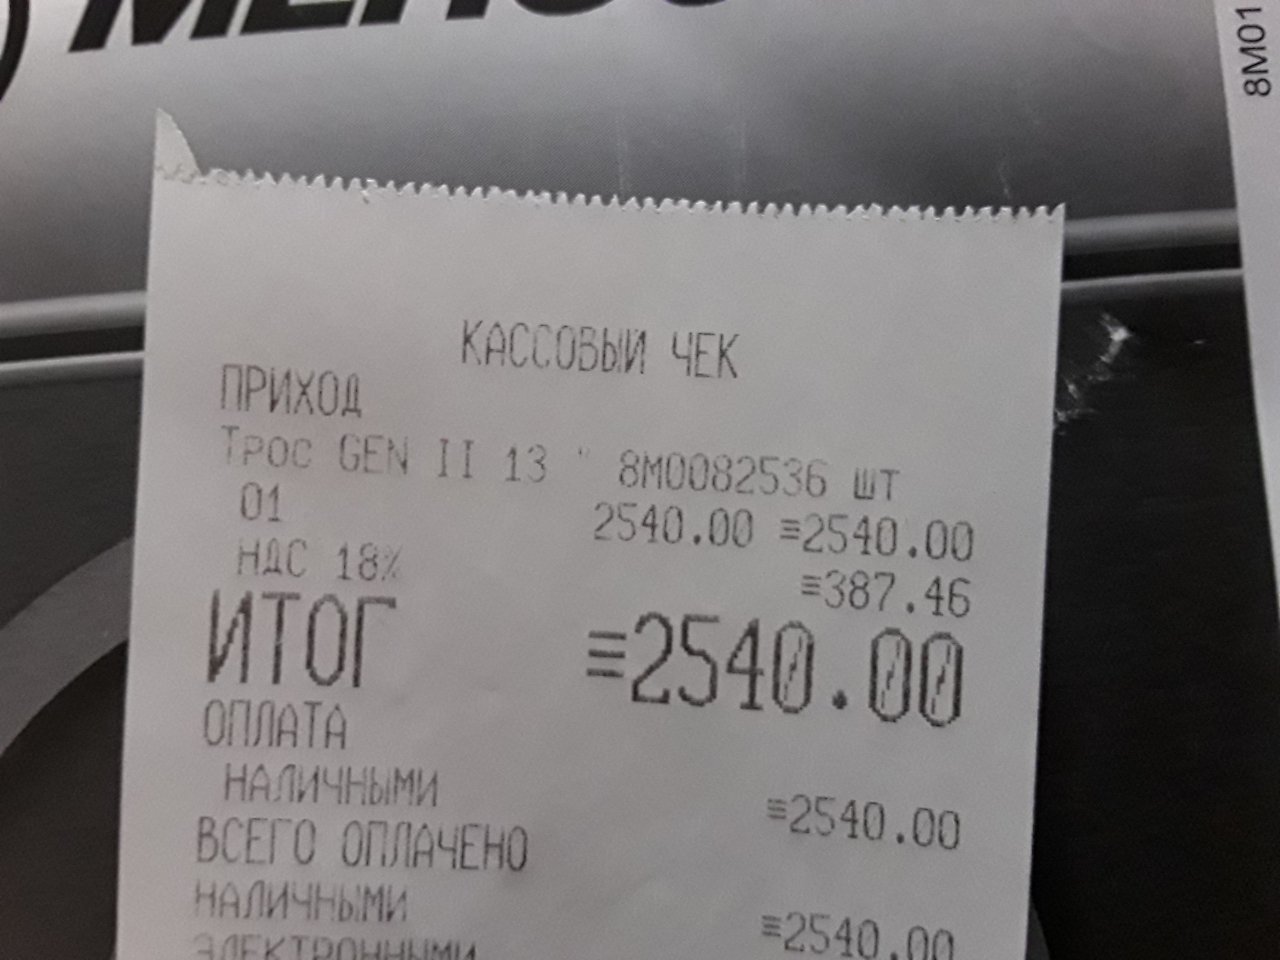 8M01
КАССОВЫЙ ЧЕК
ПРИХОД
Трос GEN II 13 " 8M0082536 шт
01 2540.00 ≡2540.00
НДС 18% ≡387.46
ИТОГ ≡2540.00
ОПЛАТА
НАЛИЧНЫМИ ≡2540.00
ВСЕГО ОПЛАЧЕНО
НАЛИЧНЫМИ ≡2540.00
ЭЛЕКТРОННЫМИ